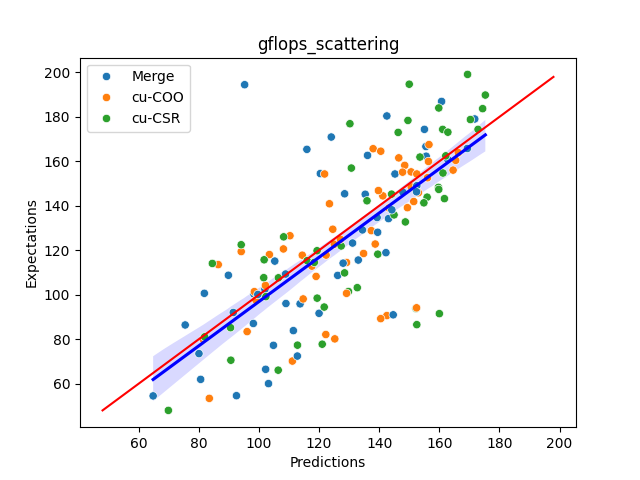 gflops_scattering
Merge
cu-COO
cu-CSR
Expectations
200
180
160
140
120
100
80
60
60 80 100 120 140 160 180 200
Predictions